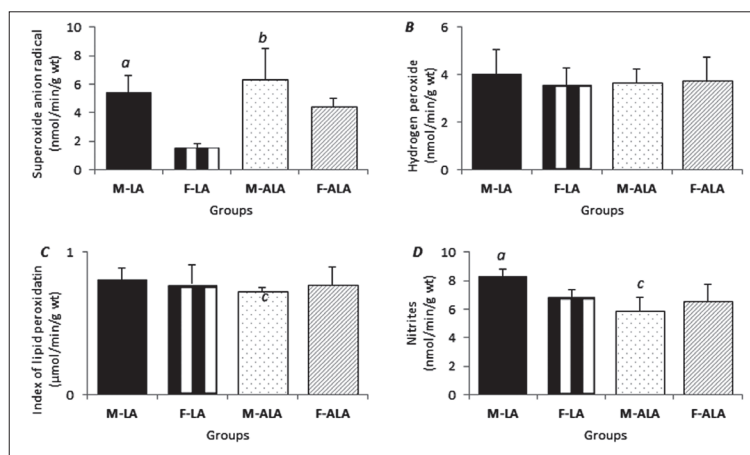 A
B
Superoxide anion radical
(nmol/min/g wt)
10
8
6
4
2
0
a
b
M-LA
F-LA
M-ALA
F-ALA
Groups
Hydrogen peroxide
(nmol/min/g wt)
8
6
4
2
0
M-LA
F-LA
M-ALA
F-ALA
Groups
C
D
Index of lipid peroxidatin
(µmol/min/g wt)
1
0
c
M-LA
F-LA
M-ALA
F-ALA
Groups
Nitrites
(nmol/min/g wt)
10
8
6
4
2
0
a
c
M-LA
F-LA
M-ALA
F-ALA
Groups